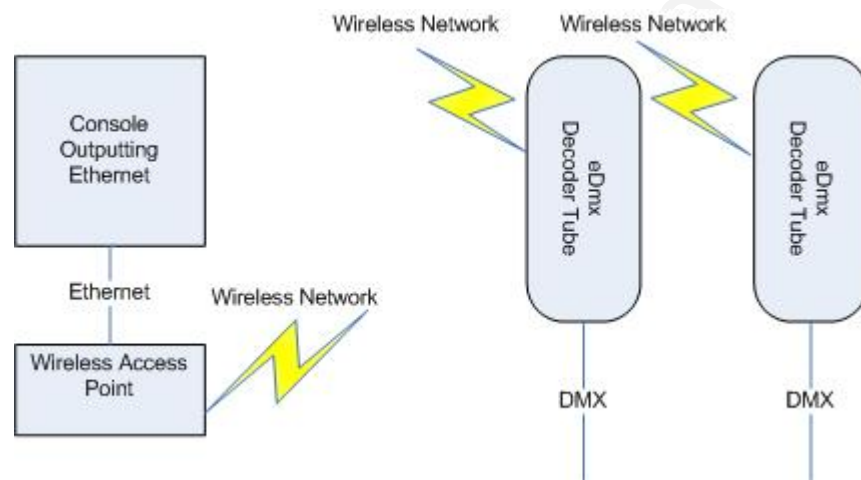 Wireless Network
Wireless Network
Console
Outputting
Ethernet
eDmx
Decoder Tube
eDmx
Decoder Tube
Ethernet
Wireless Network
Wireless Access
Point
DMX
DMX